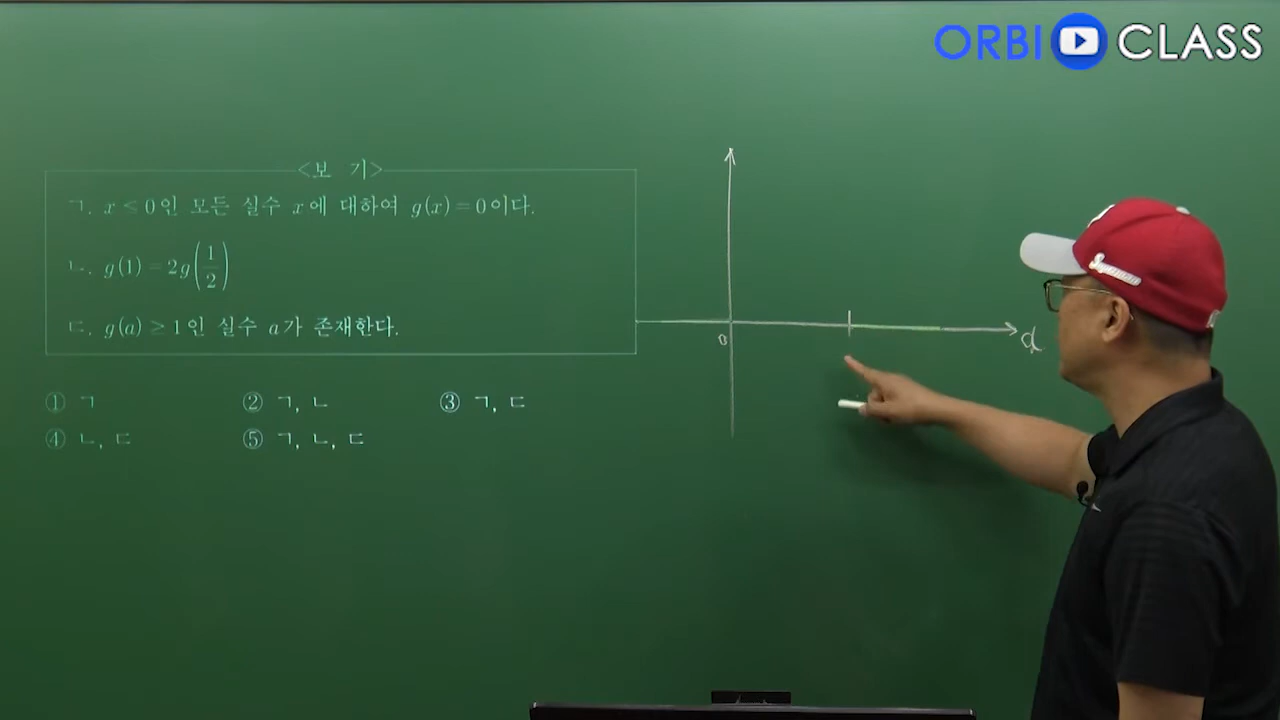 ORBI CLASS
<보 기>
ㄱ. x ≤ 0인 모든 실수 x에 대하여 g(x) = 0이다.
ㄴ. g(1) = 2g(1/2)
ㄷ. g(a) ≥ 1인 실수 a가 존재한다.
① ㄱ ② ㄱ, ㄴ ③ ㄱ, ㄷ
④ ㄴ, ㄷ ⑤ ㄱ, ㄴ, ㄷ
0